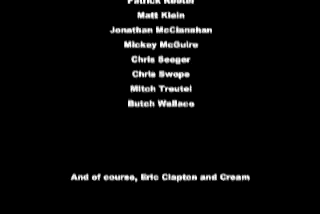 Matt Klein
Jonathan McClanahan
Mickey McGuire
Chris Seeger
Chris Swope
Mitch Treutel
Butch Wallace
And of course, Eric Clapton and Cream